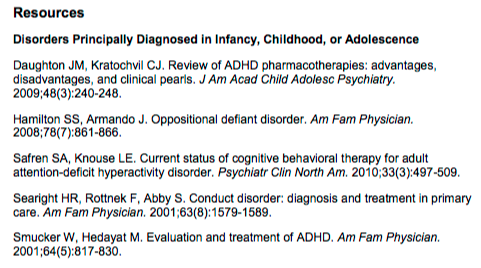 Resources
Disorders Principally Diagnosed in Infancy, Childhood, or Adolescence
Daughton JM, Kratochvil CJ. Review of ADHD pharmacotherapies: advantages,
disadvantages, and clinical pearls. J Am Acad Child Adolesc Psychiatry.
2009;48(3):240-248.
Hamilton SS, Armando J. Oppositional defiant disorder. Am Fam Physician.
2008;78(7):861-866.
Safren SA, Knouse LE. Current status of cognitive behavioral therapy for adult
attention-deficit hyperactivity disorder. Psychiatr Clin North Am. 2010;33(3):497-509.
Searight HR, Rottnek F, Abby S. Conduct disorder: diagnosis and treatment in primary
care. Am Fam Physician. 2001;63(8):1579-1589.
Smucker W, Hedayat M. Evaluation and treatment of ADHD. Am Fam Physician.
2001;64(5):817-830.